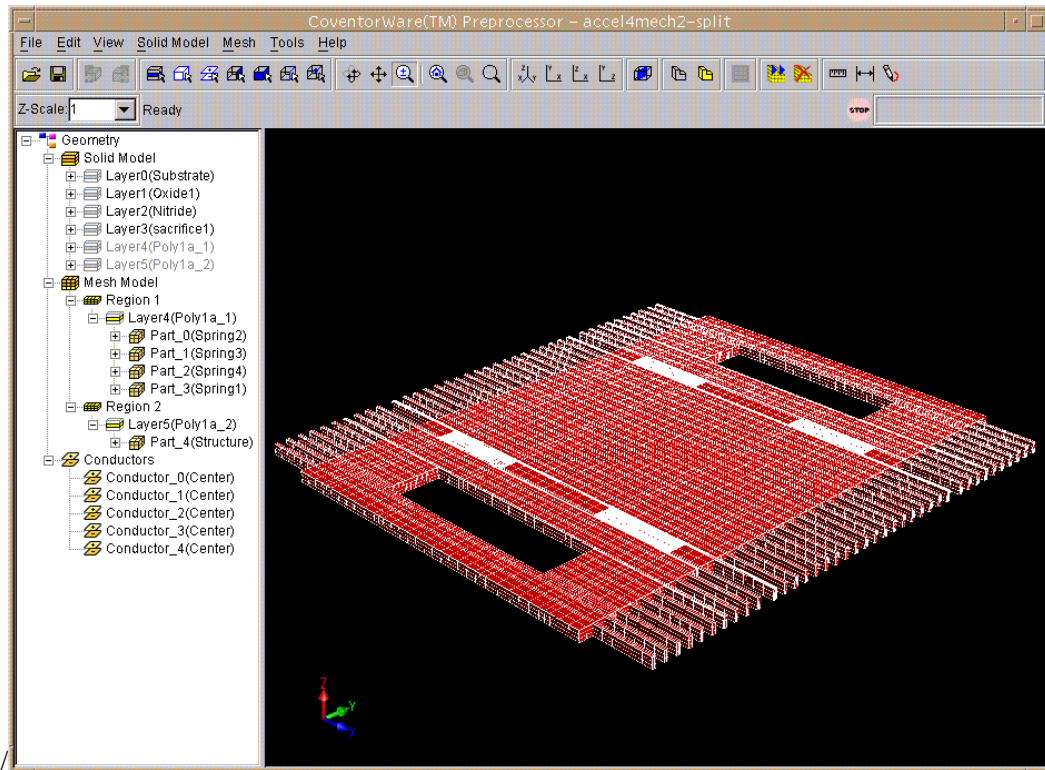 CoventorWare(TM) Preprocessor - accel4mech2-split
File Edit View Solid Model Mesh Tools Help
Z-Scale: 1 Ready STOP
Geometry
Solid Model
Layer0(Substrate)
Layer1(Oxide1)
Layer2(Nitride)
Layer3(sacrifice1)
Layer4(Poly1a_1)
Layer5(Poly1a_2)
Mesh Model
Region 1
Layer4(Poly1a_1)
Part_0(Spring2)
Part_1(Spring3)
Part_2(Spring4)
Part_3(Spring1)
Region 2
Layer5(Poly1a_2)
Part_4(Structure)
Conductors
Conductor_0(Center)
Conductor_1(Center)
Conductor_2(Center)
Conductor_3(Center)
Conductor_4(Center)
Z
Y
X
/